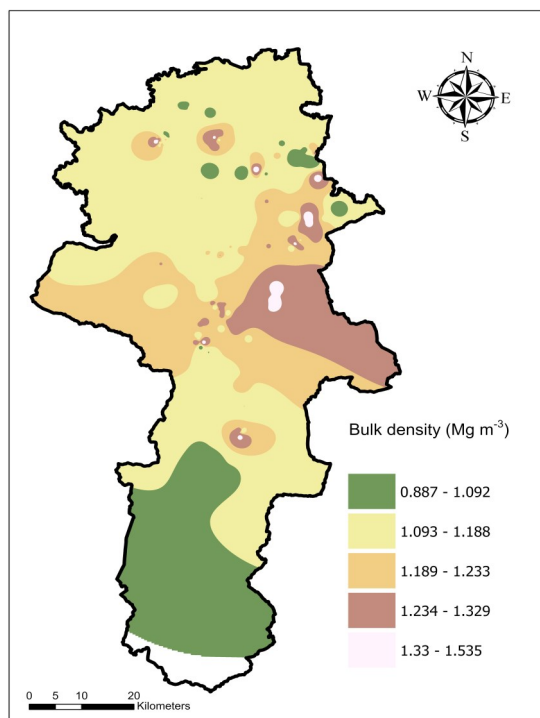 N
W E
S
Bulk density (Mg m⁻³)
0.887 - 1.092
1.093 - 1.188
1.189 - 1.233
1.234 - 1.329
1.33 - 1.535
0 5 10 20
Kilometers